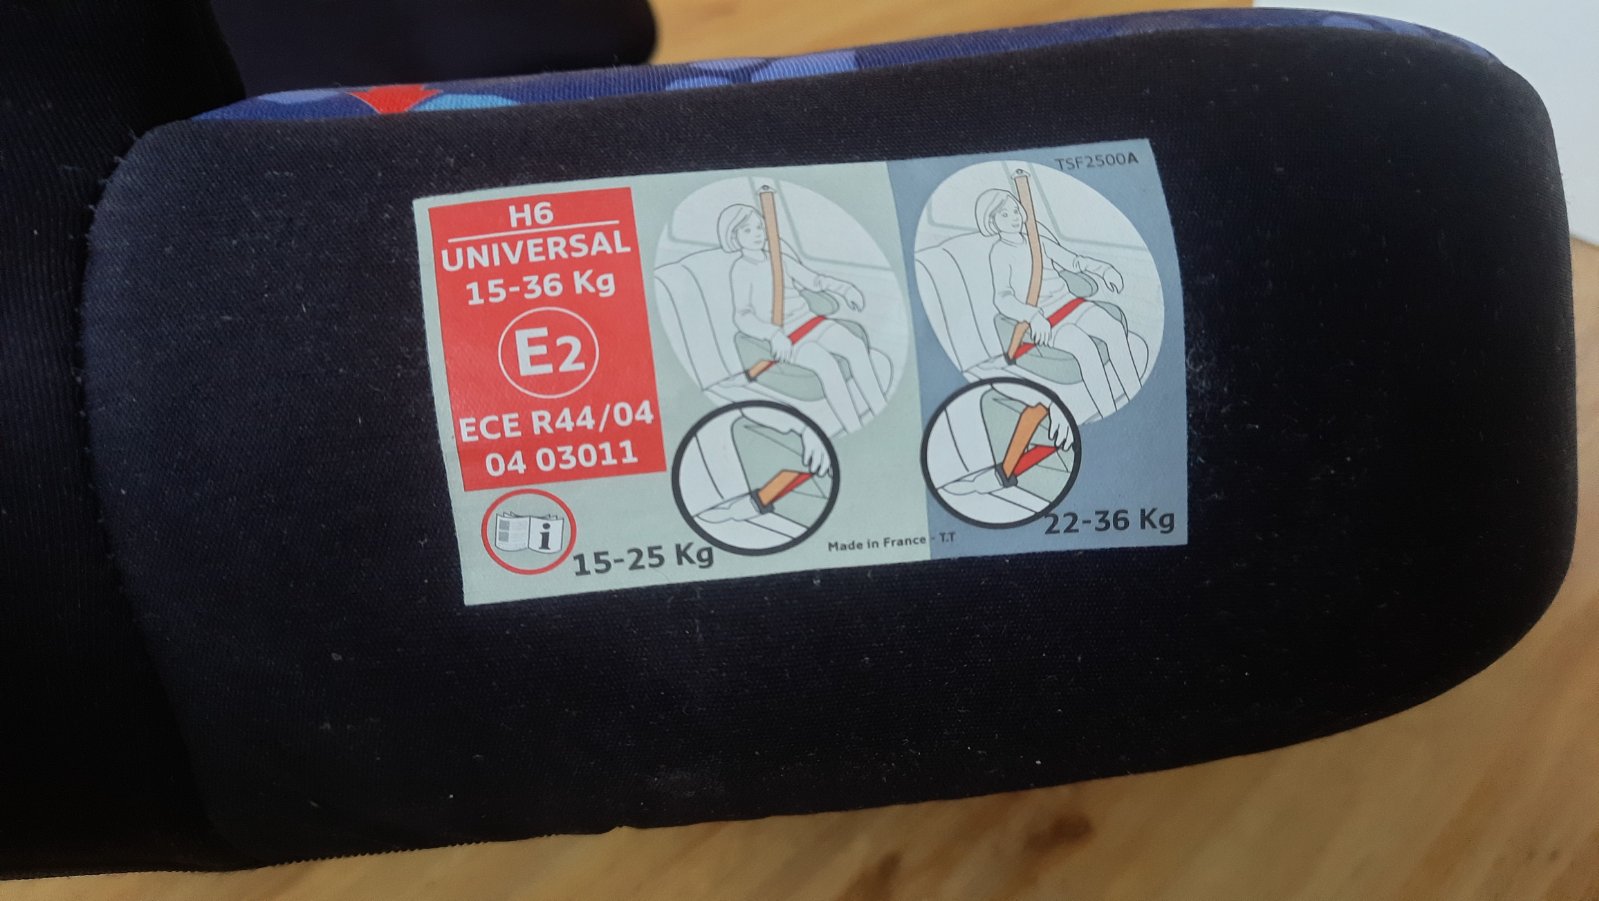 H6
UNIVERSAL
15-36 Kg
E2
ECE R44/04
04 03011
i
15-25 Kg
Made in France - T.T
TSF2500A
22-36 Kg